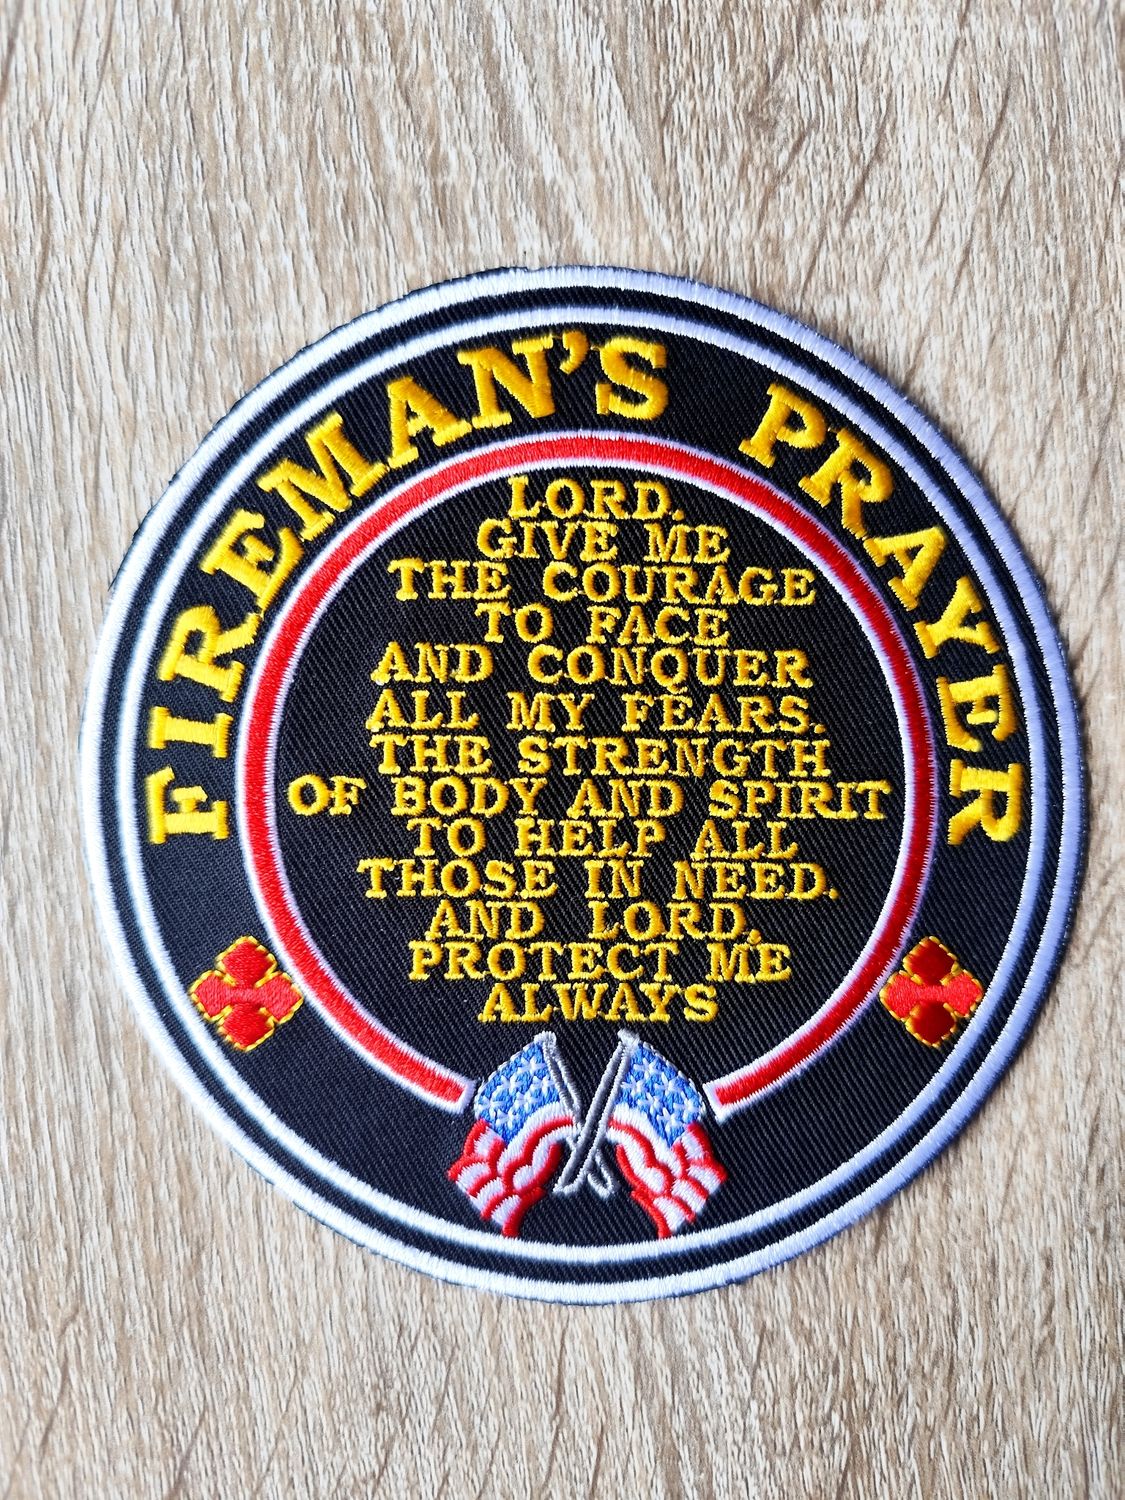 FIREMAN'S PRAYER
LORD.
GIVE ME
THE COURAGE
TO FACE
AND CONQUER
ALL MY FEARS.
THE STRENGTH
OF BODY AND SPIRIT
TO HELP ALL
THOSE IN NEED.
AND LORD,
PROTECT ME
ALWAYS